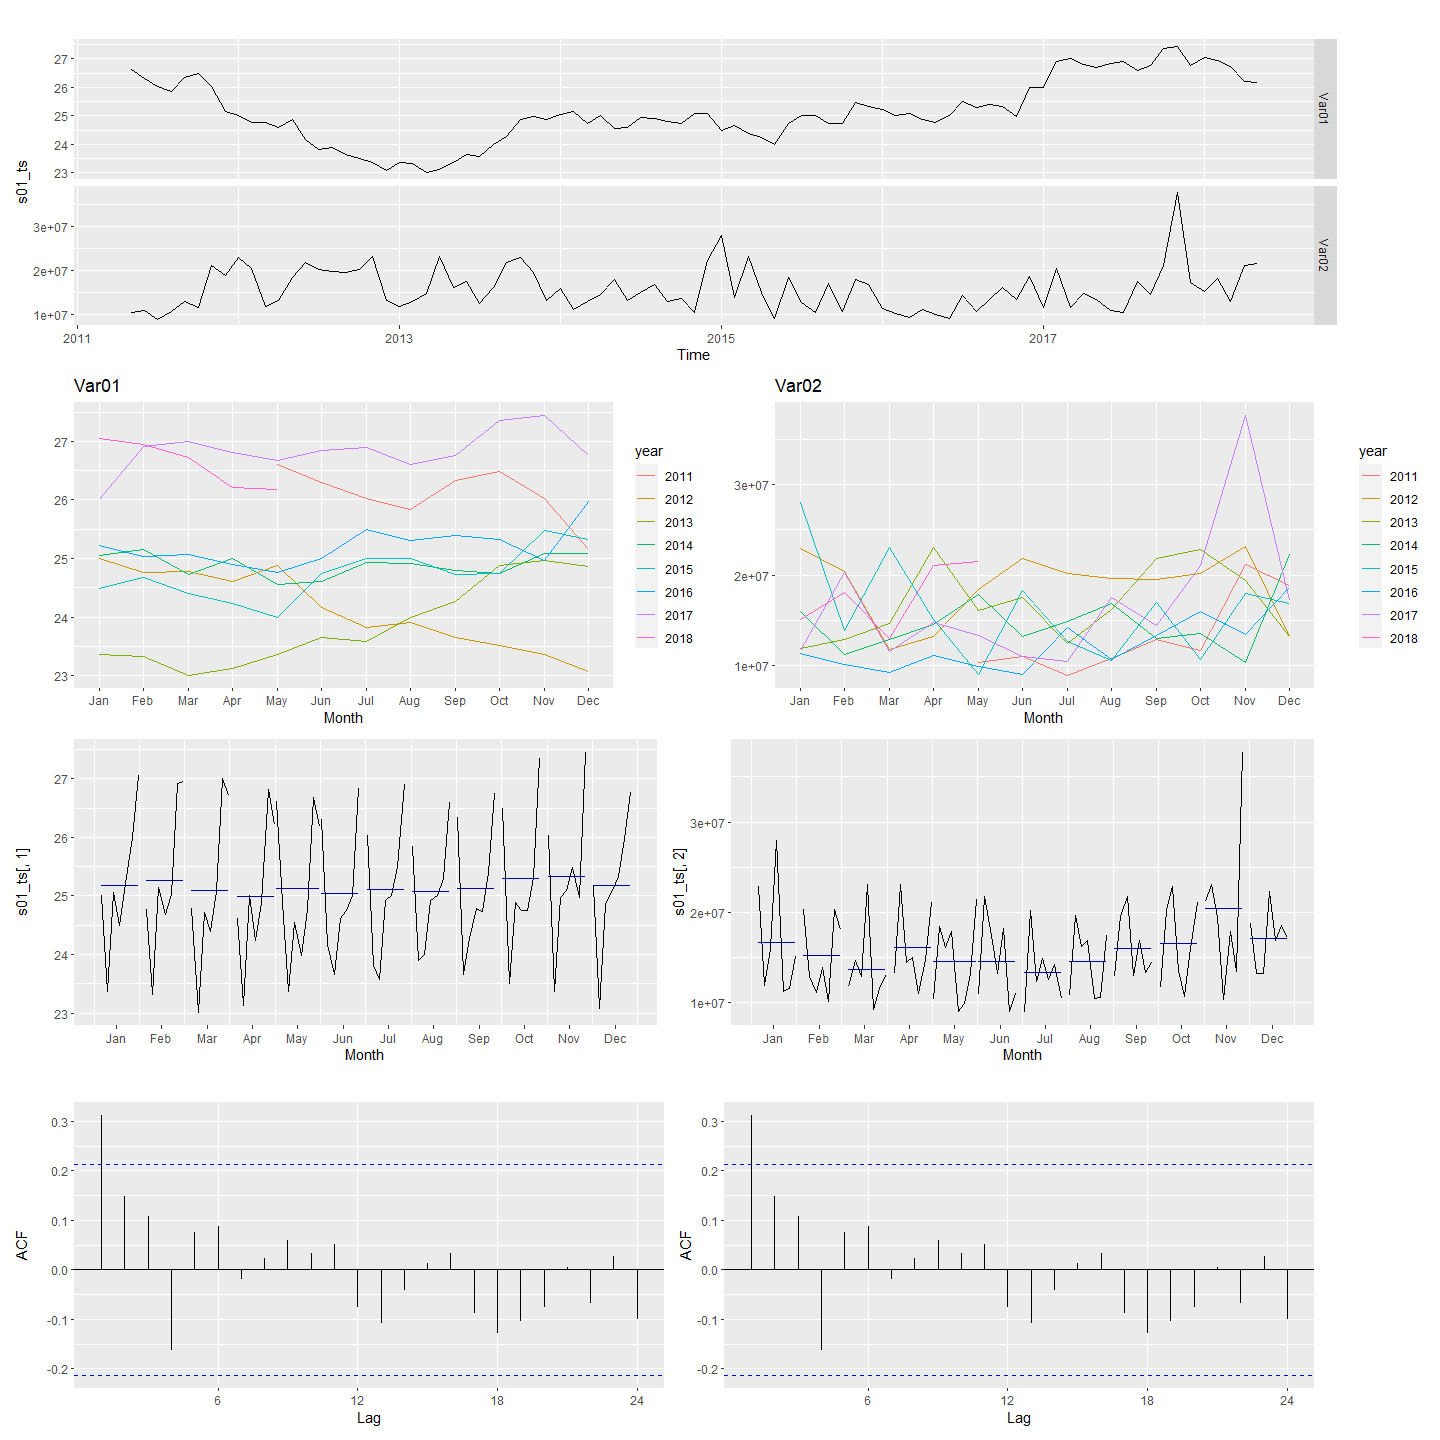 27
26
25
24
23
Var01
s01_ts
3e+07
2e+07
1e+07
Var02
2011 2013 2015 2017
Time
Var01
27
26
25
24
23
Jan Feb Mar Apr May Jun Jul Aug Sep Oct Nov Dec
Month
year
2011
2012
2013
2014
2015
2016
2017
2018
Var02
3e+07
2e+07
1e+07
Jan Feb Mar Apr May Jun Jul Aug Sep Oct Nov Dec
Month
year
2011
2012
2013
2014
2015
2016
2017
2018
s01_ts[, 1]
27
26
25
24
23
Jan Feb Mar Apr May Jun Jul Aug Sep Oct Nov Dec
Month
s01_ts[, 2]
3e+07
2e+07
1e+07
Jan Feb Mar Apr May Jun Jul Aug Sep Oct Nov Dec
Month
ACF
0.3
0.2
0.1
0.0
-0.1
-0.2
6 12 18 24
Lag
ACF
0.3
0.2
0.1
0.0
-0.1
-0.2
6 12 18 24
Lag